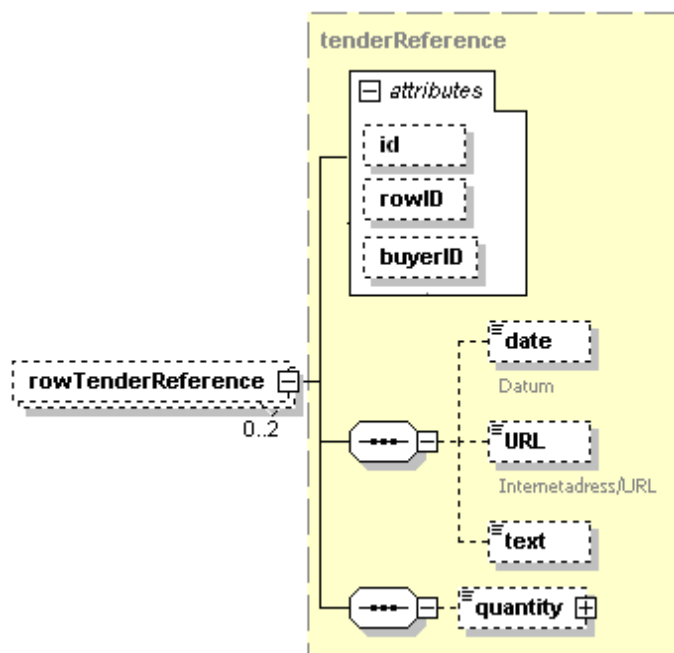 tenderReference
attributes
id
rowID
buyerID
rowTenderReference
0..2
date
Datum
URL
Internetadress/URL
text
quantity